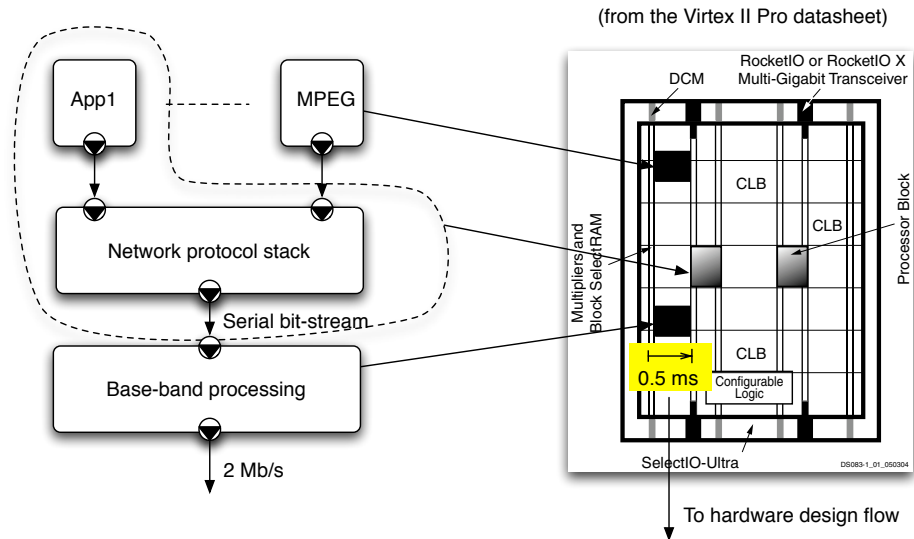 (from the Virtex II Pro datasheet)
RocketIO or RocketIO X
Multi-Gigabit Transceiver
DCM
App1
MPEG
CLB
CLB
Network protocol stack
Multipliers and
Block SelectRAM
Processor Block
Serial bit-stream
CLB
Base-band processing
0.5 ms
Configurable
Logic
2 Mb/s
SelectIO-Ultra
DS083-1_01_050304
To hardware design flow